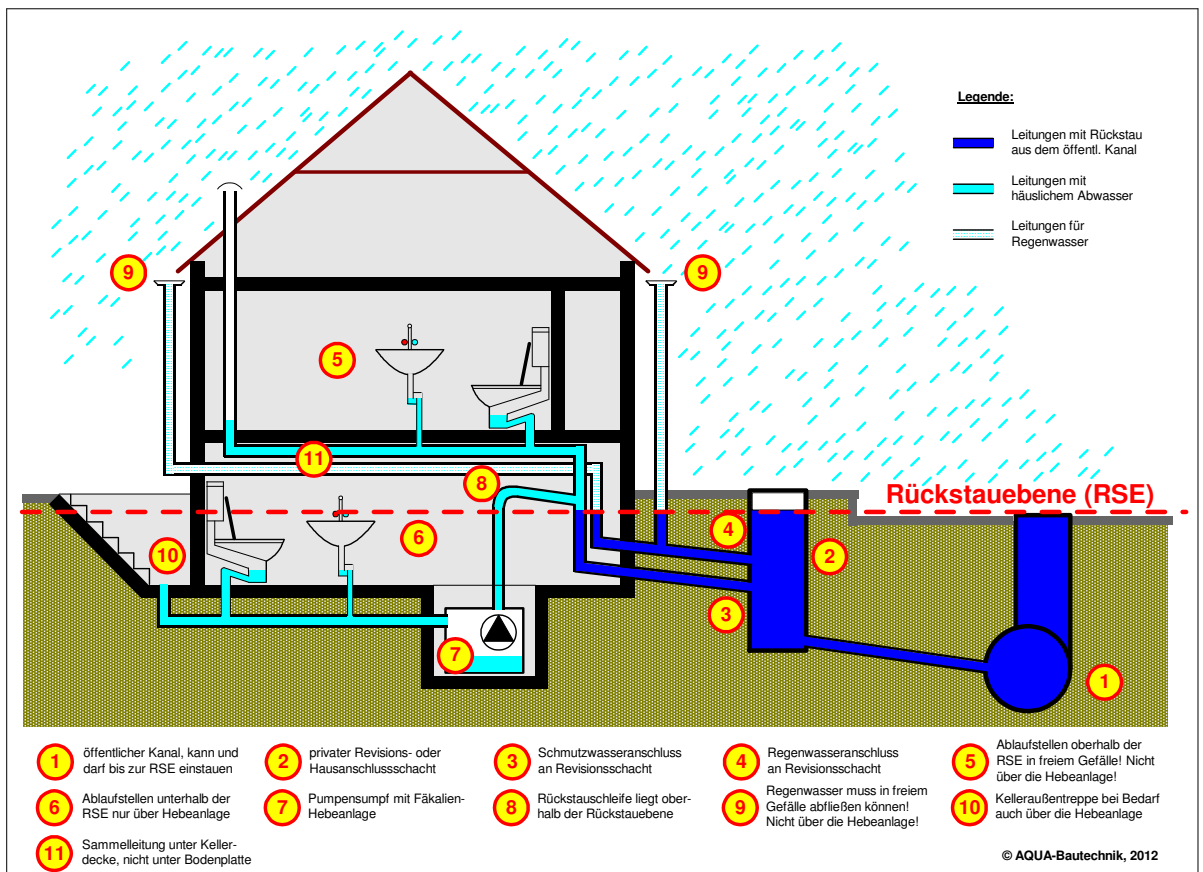 Legende:
Leitungen mit Rückstau
aus dem öffentl. Kanal
Leitungen mit
häuslichem Abwasser
Leitungen für
Regenwasser
9
9
5
11
8
Rückstauebene (RSE)
4
6
10
2
3
7
1
1
öffentlicher Kanal, kann und
darf bis zur RSE einstauen
2
privater Revisions- oder
Hausanschlussschacht
3
Schmutzwasseranschluss
an Revisionsschacht
4
Regenwasseranschluss
an Revisionsschacht
5
Ablaufstellen oberhalb der
RSE in freiem Gefälle! Nicht
über die Hebeanlage!
6
Ablaufstellen unterhalb der
RSE nur über Hebeanlage
7
Pumpensumpf mit Fäkalien-
Hebeanlage
8
Rückstauschleife liegt ober-
halb der Rückstauebene
9
Regenwasser muss in freiem
Gefälle abfließen können!
Nicht über die Hebeanlage!
10
Kelleraußentreppe bei Bedarf
auch über die Hebeanlage
11
Sammelleitung unter Keller-
decke, nicht unter Bodenplatte
© AQUA-Bautechnik, 2012